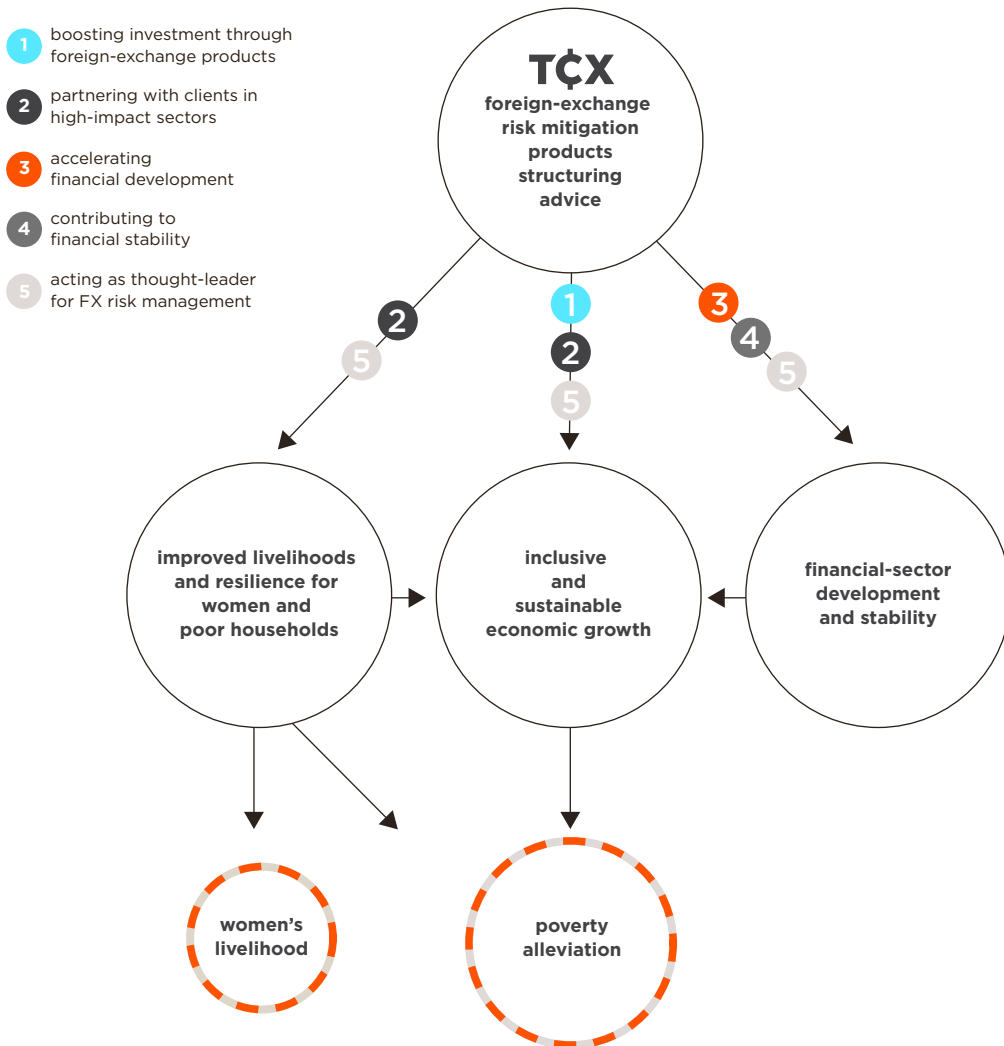 1
boosting investment through
foreign-exchange products
2
partnering with clients in
high-impact sectors
3
accelerating
financial development
4
contributing to
financial stability
5
acting as thought-leader
for FX risk management
T₵X
foreign-exchange
risk mitigation
products
structuring
advice
2
5
1
2
5
3
4
5
improved livelihoods
and resilience for
women and
poor households
inclusive
and
sustainable
economic growth
financial-sector
development
and stability
women’s
livelihood
poverty
alleviation